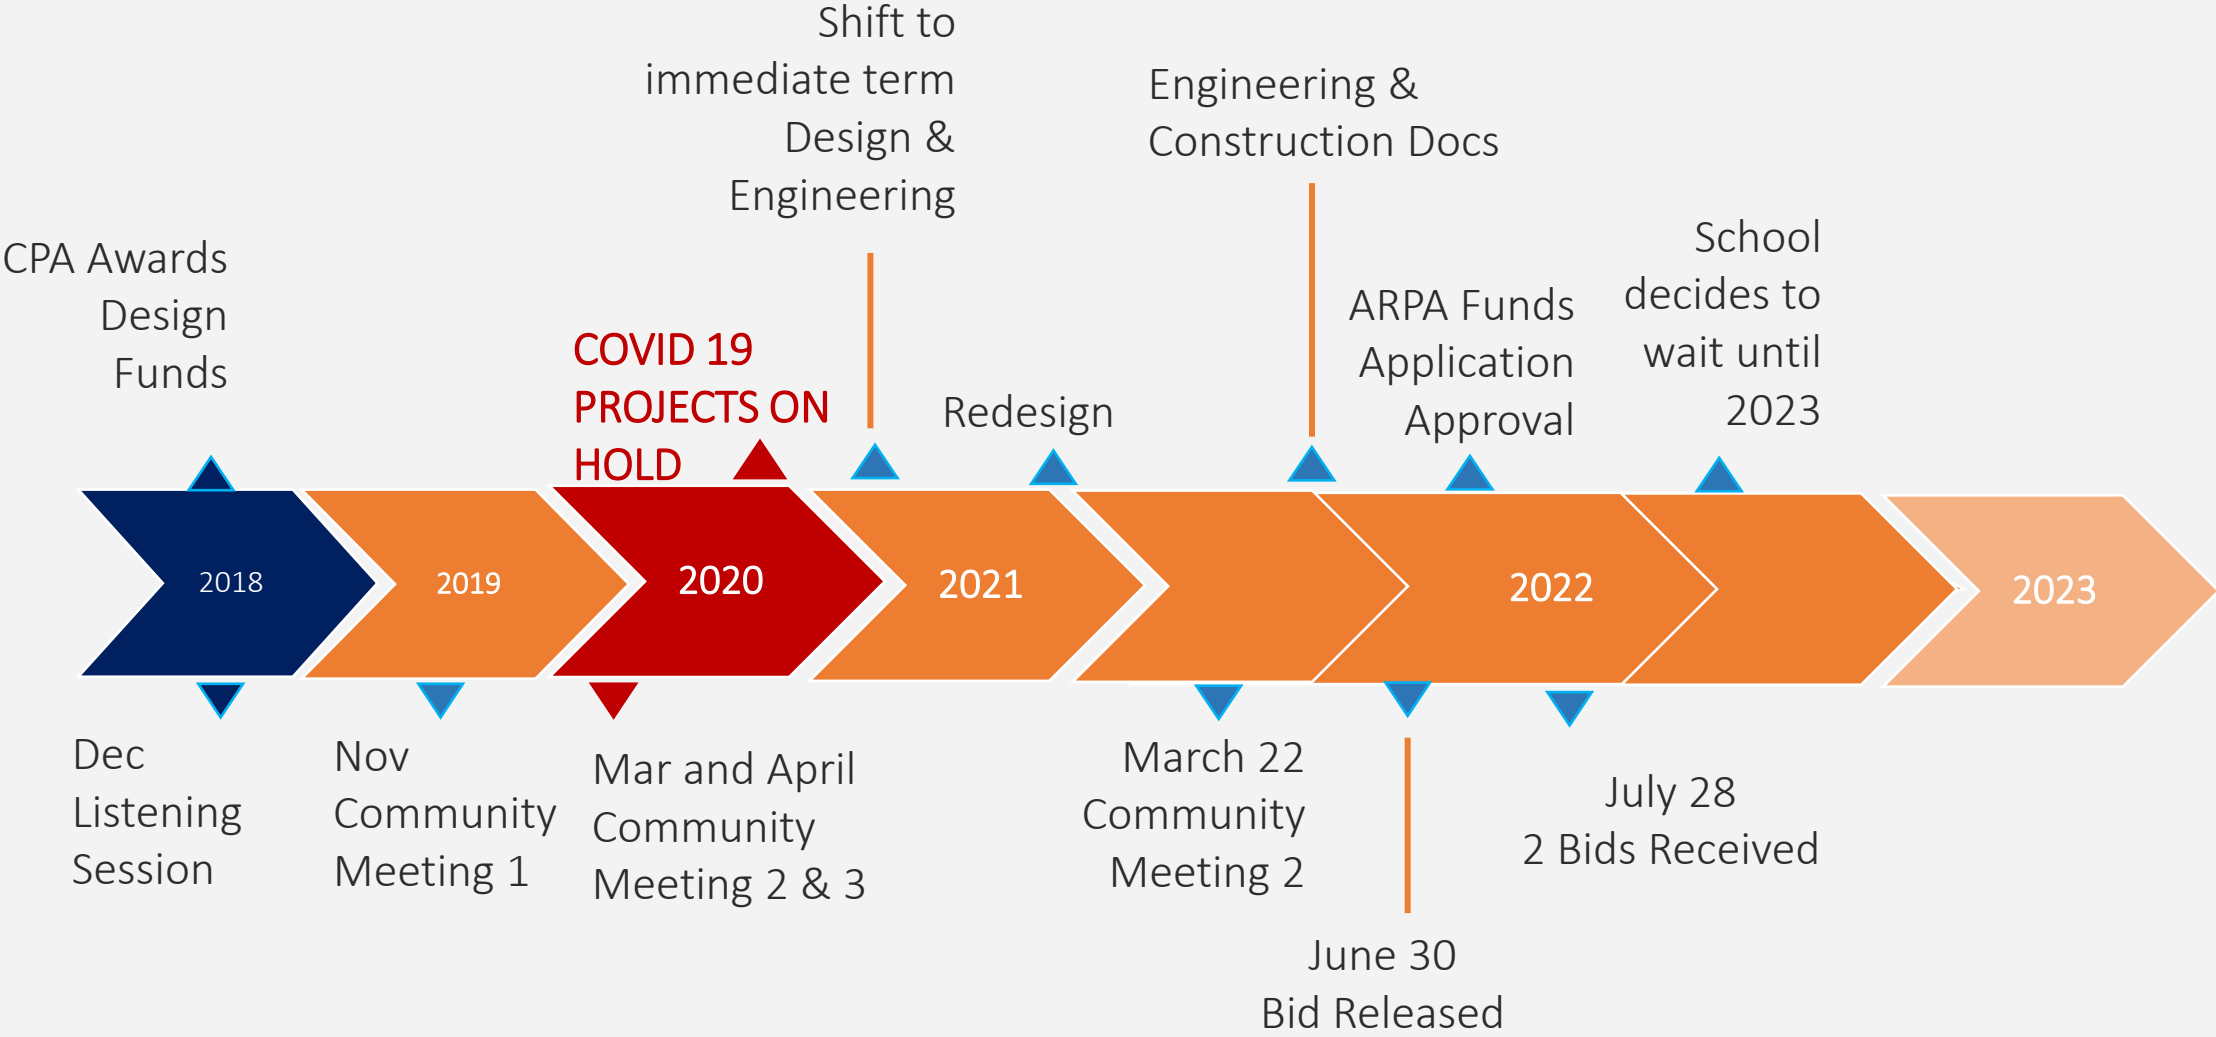 Shift to
immediate term
Design &
Engineering
Engineering &
Construction Docs
CPA Awards
Design
Funds
COVID 19
PROJECTS ON
HOLD
Redesign
ARPA Funds
Application
Approval
School
decides to
wait until
2023
2018
2019
2020
2021
2022
2023
Dec
Listening
Session
Nov
Community
Meeting 1
Mar and April
Community
Meeting 2 & 3
March 22
Community
Meeting 2
June 30
Bid Released
July 28
2 Bids Received